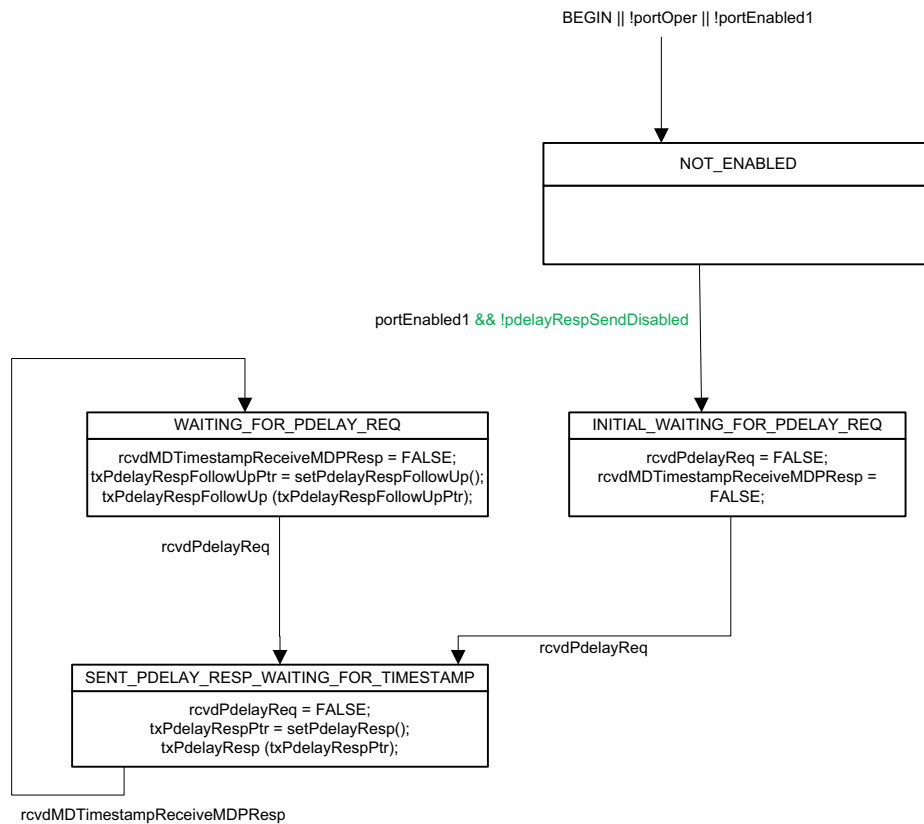 BEGIN || !portOper || !portEnabled1
NOT_ENABLED
portEnabled1 && !pdelayRespSendDisabled
WAITING_FOR_PDELAY_REQ
rcvdMDTimestampReceiveMDPResp = FALSE;
txPdelayRespFollowUpPtr = setPdelayRespFollowUp();
txPdelayRespFollowUp (txPdelayRespFollowUpPtr);
INITIAL_WAITING_FOR_PDELAY_REQ
rcvdPdelayReq = FALSE;
rcvdMDTimestampReceiveMDPResp =
FALSE;
rcvdPdelayReq
rcvdPdelayReq
SENT_PDELAY_RESP_WAITING_FOR_TIMESTAMP
rcvdPdelayReq = FALSE;
txPdelayRespPtr = setPdelayResp();
txPdelayResp (txPdelayRespPtr);
rcvdMDTimestampReceiveMDPResp